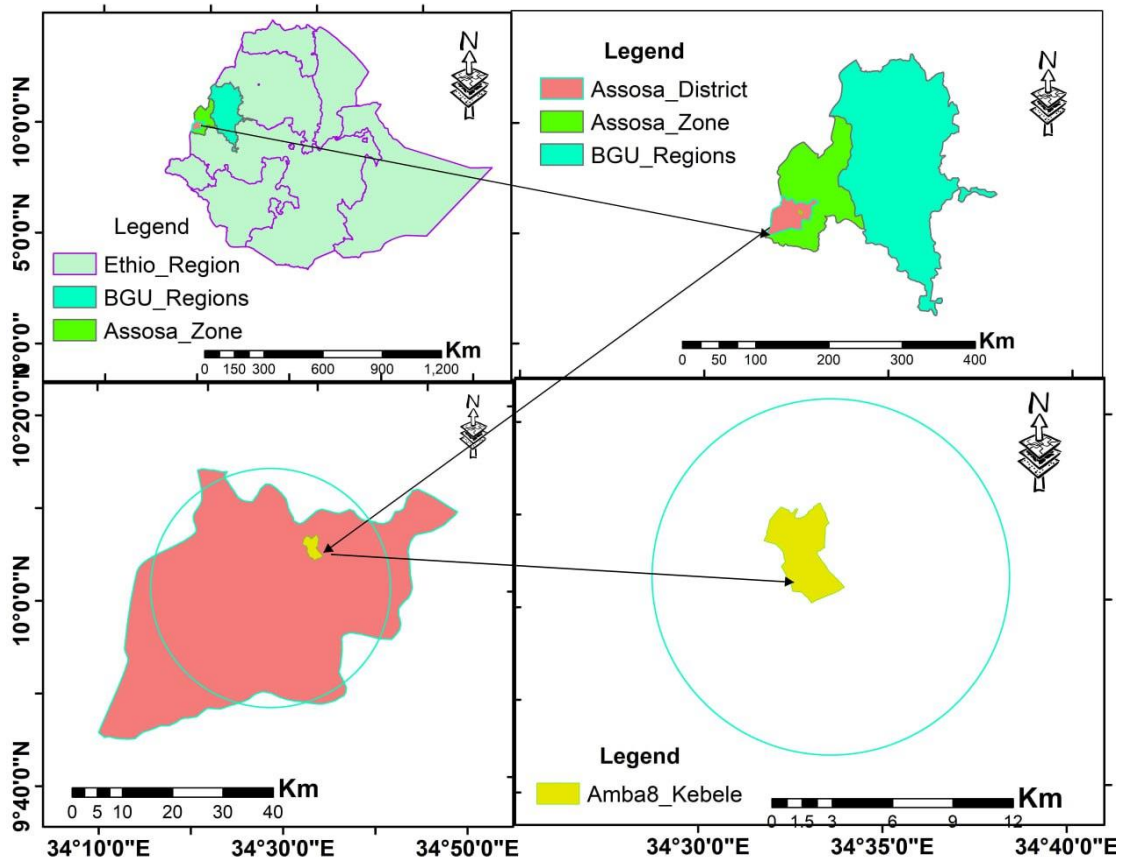 N
10°0'0"N
5°0'0"N
0°0'0"
Legend
Ethio_Region
BGU_Regions
Assosa_Zone
Km
0 150 300 600 900 1,200
Legend
Assosa_District
Assosa_Zone
BGU_Regions
N
Km
0 50 100 200 300 400
10°20'0"N
10°0'0"N
9°40'0"N
N
Km
0 5 10 20 30 40
34°10'0"E 34°30'0"E 34°50'0"E
N
Legend
Amba8_Kebele
Km
0 1.5 3 6 9 12
34°30'0"E 34°35'0"E 34°40'0"E